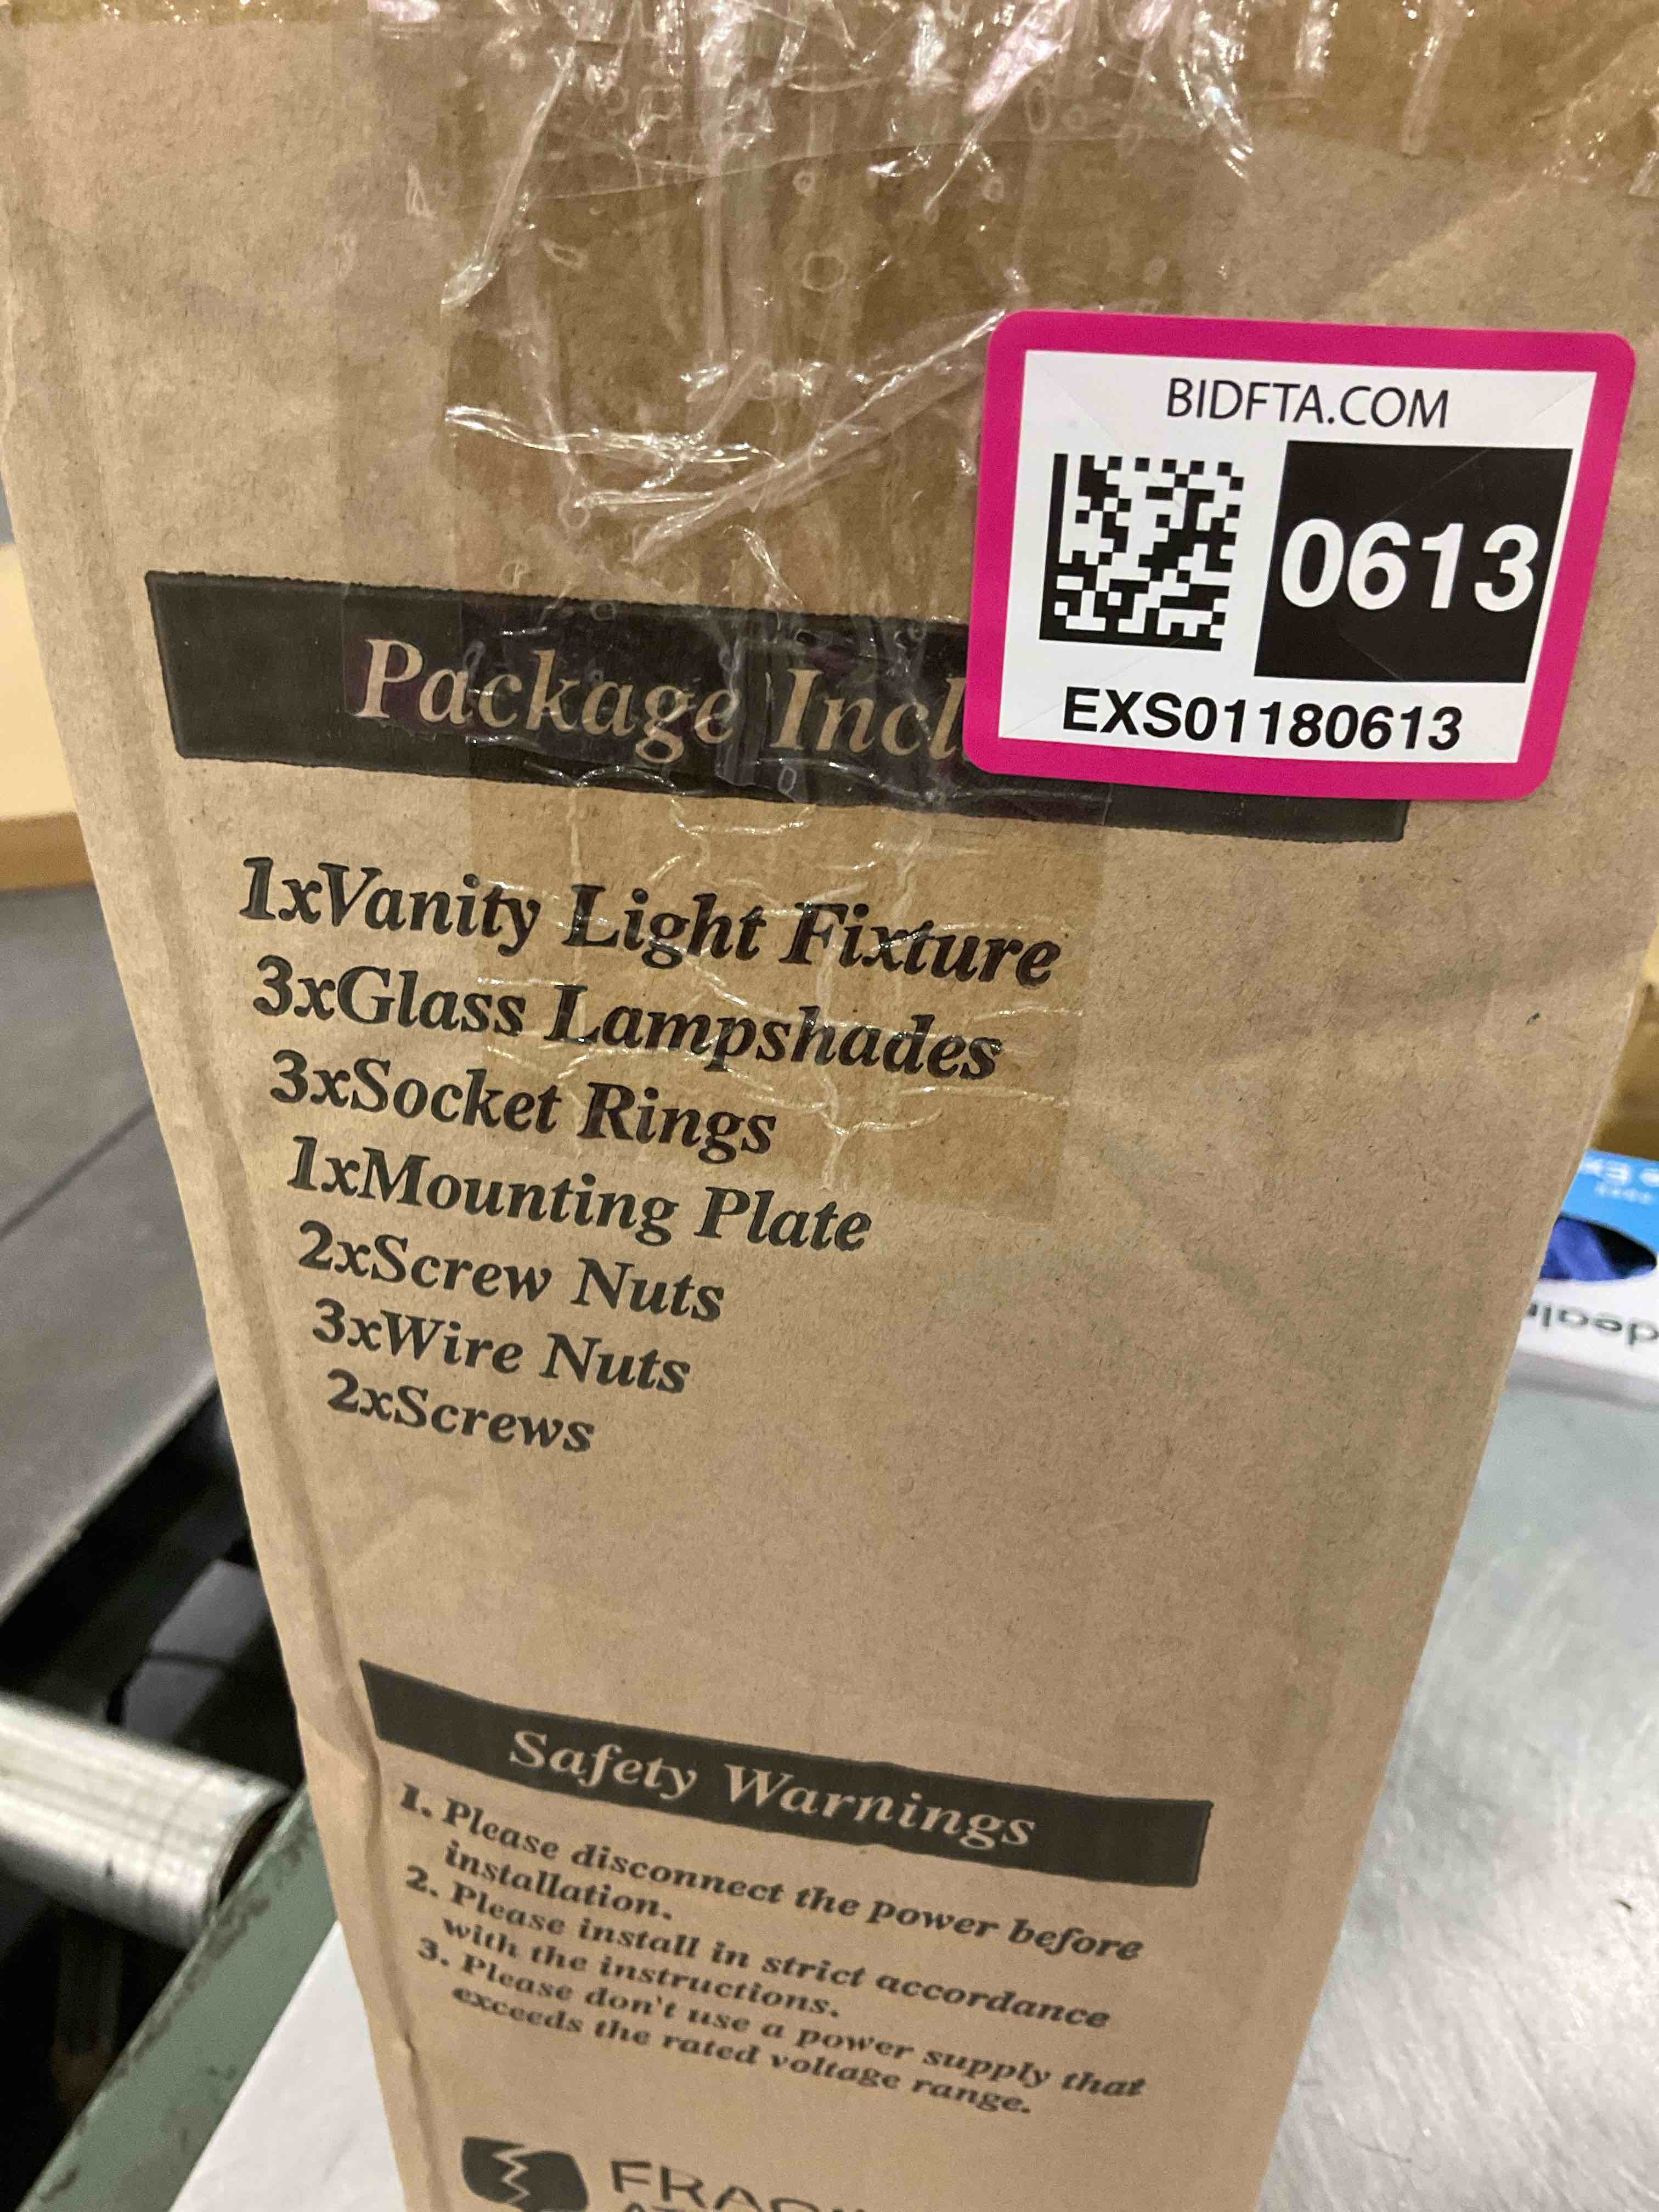 BIDFTA.COM
0613
EXS01180613
Package Incl
1xVanity Light Fixture
3xGlass Lampshades
3xSocket Rings
1xMounting Plate
2xScrew Nuts
3xWire Nuts
2xScrews
Safety Warnings
1. Please disconnect the power before
installation.
2. Please install in strict accordance
with the instructions.
3. Please don't use a power supply that
exceeds the rated voltage range.